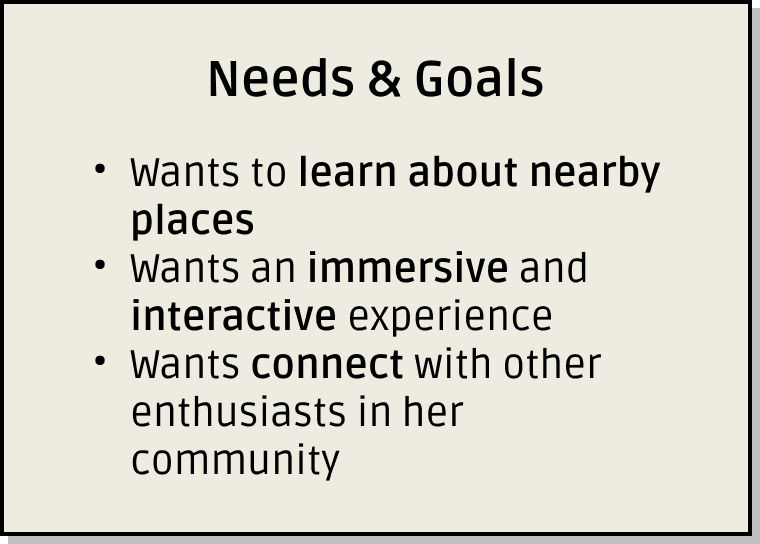 Needs & Goals
• Wants to learn about nearby
places
• Wants an immersive and
interactive experience
• Wants connect with other
enthusiasts in her
community